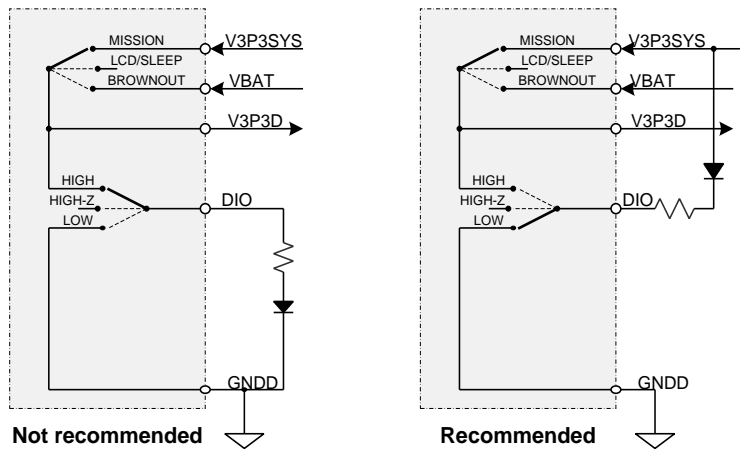 MISSION
V3P3SYS
LCD/SLEEP
BROWNOUT
VBAT
V3P3D
HIGH
HIGH-Z
DIO
LOW
GNDD
Not recommended
MISSION
V3P3SYS
LCD/SLEEP
BROWNOUT
VBAT
V3P3D
HIGH
HIGH-Z
DIO
LOW
GNDD
Recommended